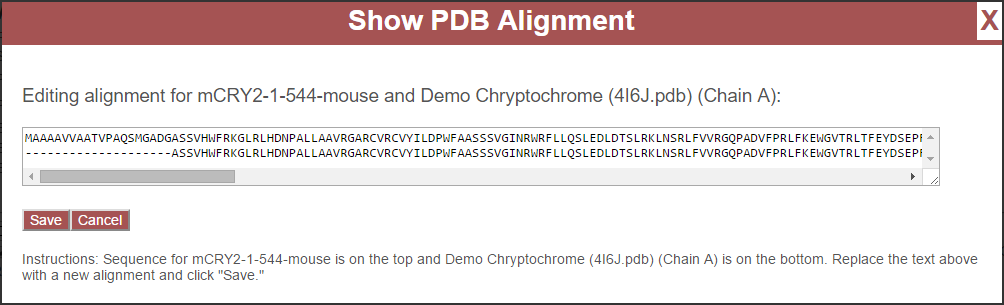 Show PDB Alignment
X
Editing alignment for mCRY2-1-544-mouse and Demo Chryptochrome (4I6J.pdb) (Chain A):
MAAAAVVAATVPAQSMGADGASSVHWFRKGLRLHDNPALLAAVRGARCVRCVYILDPWFAASSSVGINRWRFLLQSLEDLDTSLRKLNSRLFVVRGQPADVFPRLFKEWGVTRLTFEYDSEPF
--------------------ASSVHWFRKGLRLHDNPALLAAVRGARCVRCVYILDPWFAASSSVGINRWRFLLQSLEDLDTSLRKLNSRLFVVRGQPADVFPRLFKEWGVTRLTFEYDSEPF
Save Cancel
Instructions: Sequence for mCRY2-1-544-mouse is on the top and Demo Chryptochrome (4I6J.pdb) (Chain A) is on the bottom. Replace the text above
with a new alignment and click "Save."